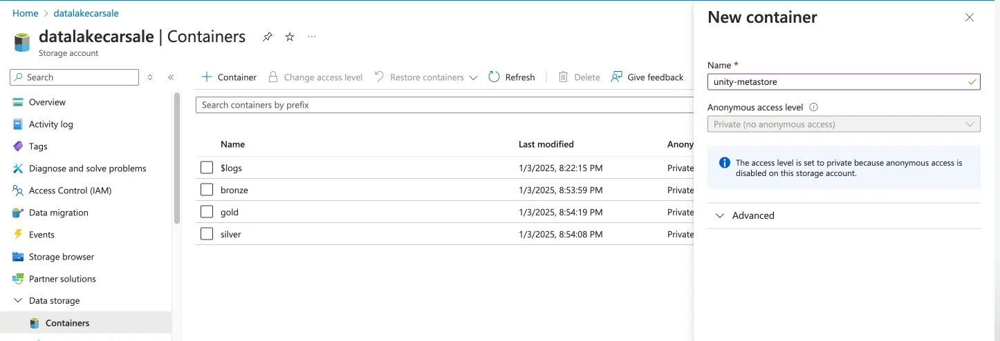 Home > datalakecarsale
datalakecarsale | Containers
Storage account
Search
Overview
Activity log
Tags
Diagnose and solve problems
Access Control (IAM)
Data migration
Events
Storage browser
Partner solutions
Data storage
Containers
Container
Change access level
Restore containers
Refresh
Delete
Give feedback
Search containers by prefix
Name Last modified Anony
$logs 1/3/2025, 8:22:15 PM Private
bronze 1/3/2025, 8:53:59 PM Private
gold 1/3/2025, 8:54:19 PM Private
silver 1/3/2025, 8:54:08 PM Private
New container
Name *
unity-metastore
Anonymous access level
Private (no anonymous access)
The access level is set to private because anonymous access is
disabled on this storage account.
Advanced